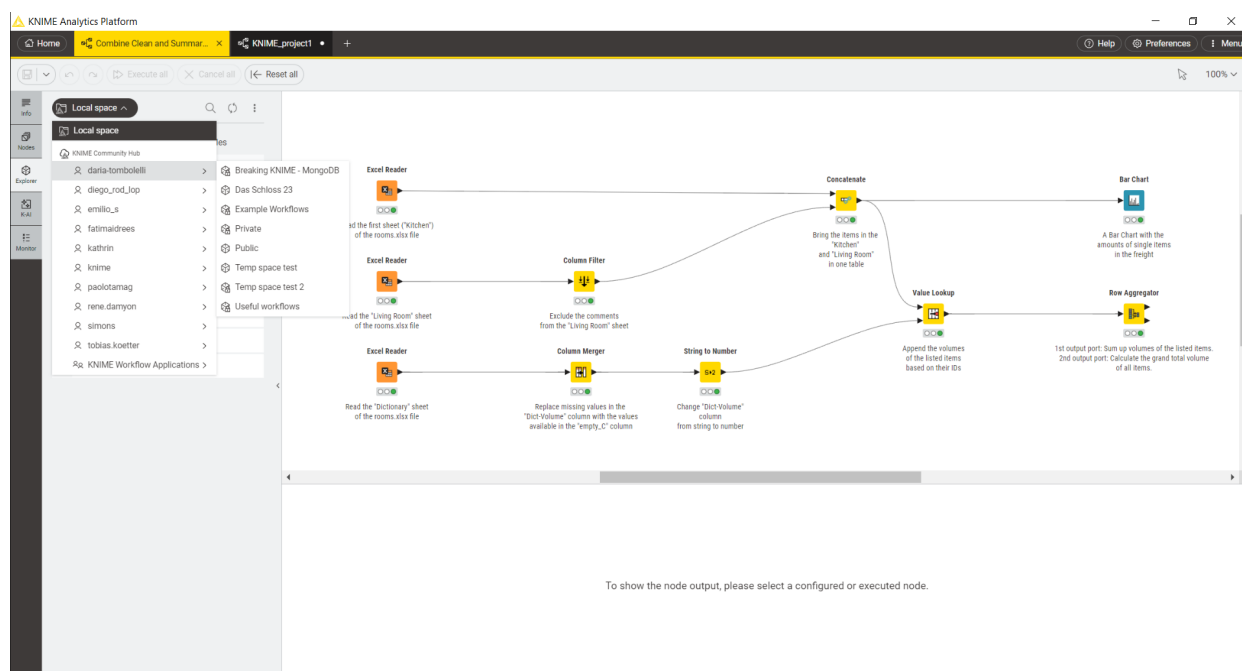 KNIME Analytics Platform
Home
Combine Clean and Summar...
KNIME_project1
Help
Preferences
Menu
Execute all
Cancel all
Reset all
100%
Info
Nodes
Explorer
K-AI
Monitor
Local space
Local space
KNIME Community Hub
daria-tombolelli
diego_rod_lop
emilio_s
fatimaidrees
kathrin
knime
paolotamag
rene.damyon
simons
tobias.koetter
KNIME Workflow Applications
Breaking KNIME - MongoDB
Das Schloss 23
Example Workflows
Private
Public
Temp space test
Temp space test 2
Useful workflows
Excel Reader
the first sheet ("Kitchen")
of the rooms.xlsx file
Excel Reader
the "Living Room" sheet
of the rooms.xlsx file
Column Filter
Exclude the comments
from the "Living Room" sheet
Excel Reader
Read the "Dictionary" sheet
of the rooms.xlsx file
Column Merger
Replace missing values in the
"Dict-Volume" column with the values
available in the "empty_C" column
String to Number
S→2
Change "Dict-Volume"
column
from string to number
Concatenate
Bring the items in the
"Kitchen"
and "Living Room"
in one table
Value Lookup
Append the volumes
of the listed items
based on their IDs
Bar Chart
A Bar Chart with the
amounts of single items
in the freight
Row Aggregator
1st output port: Sum up volumes of the listed items.
2nd output port: Calculate the grand total volume
of all items.
To show the node output, please select a configured or executed node.